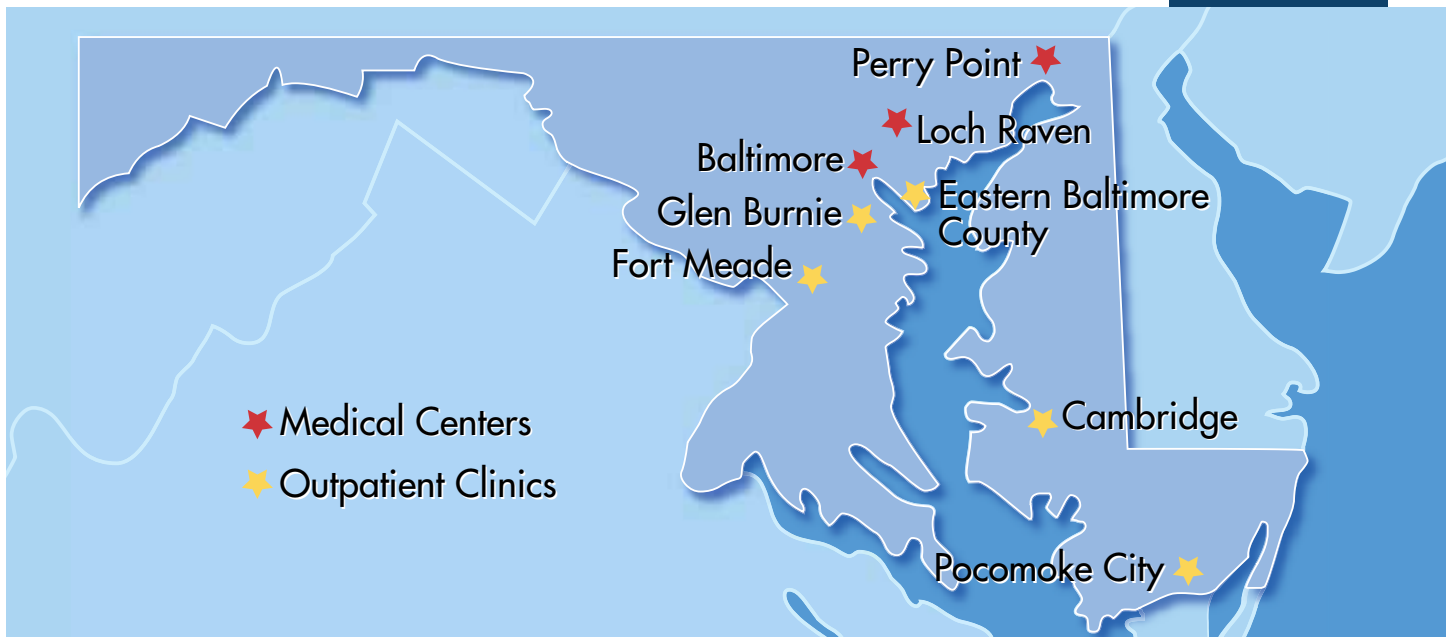 Perry Point
Loch Raven
Baltimore
Eastern Baltimore
County
Glen Burnie
Fort Meade
Medical Centers
Cambridge
Outpatient Clinics
Pocomoke City